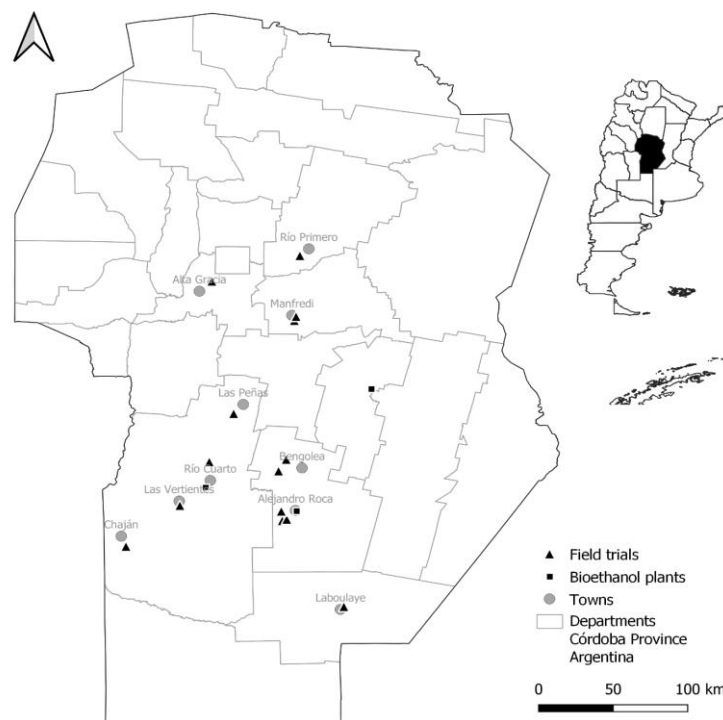 Río Primero
Alta Gracia
Manfredi
Las Peñas
Bengolea
Río Cuarto
Las Vertientes
Alejandro Roca
Chaján
Laboulaye
Field trials
Bioethanol plants
Towns
Departments
Córdoba Province
Argentina
0 50 100 km